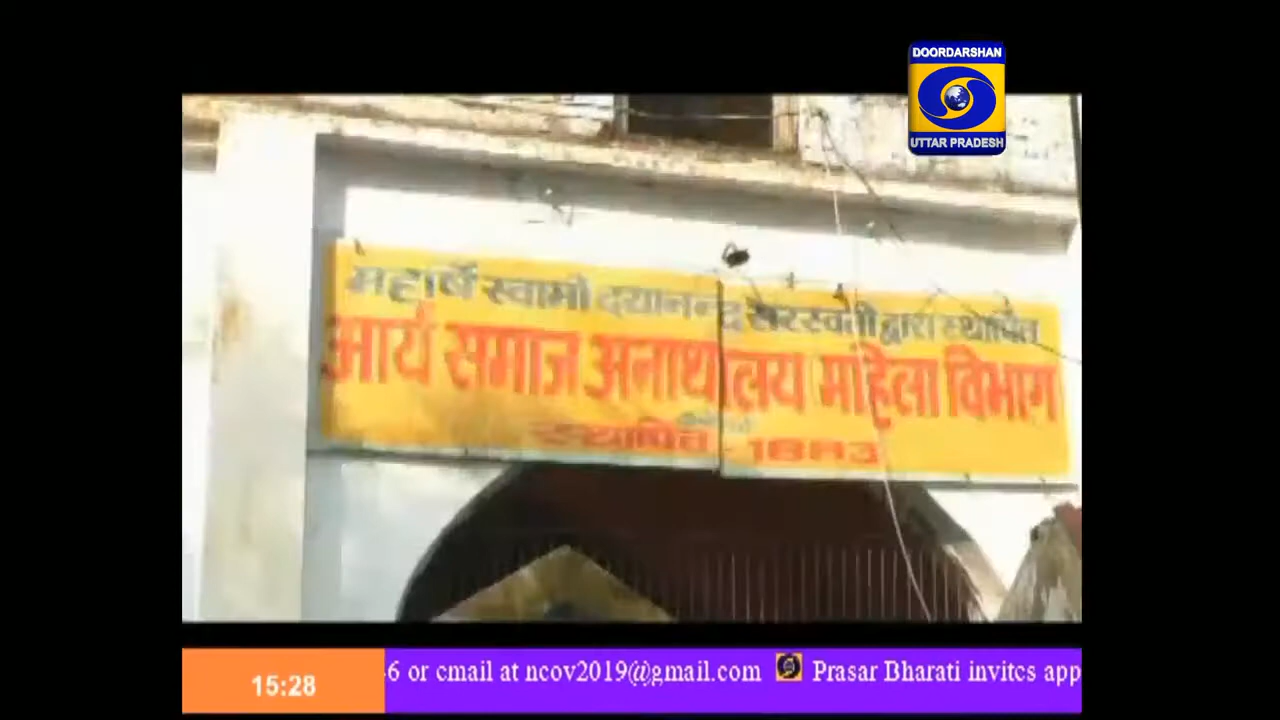 DOORDARSHAN
UTTAR PRADESH
महर्षि स्वामी दयानन्द सरस्वती द्वारा स्थापित
आर्य समाज अनाथालय महिला विभाग
स्थापित - 1883
15:28
6 or email at ncov2019@gmail.com Prasar Bharati invites app